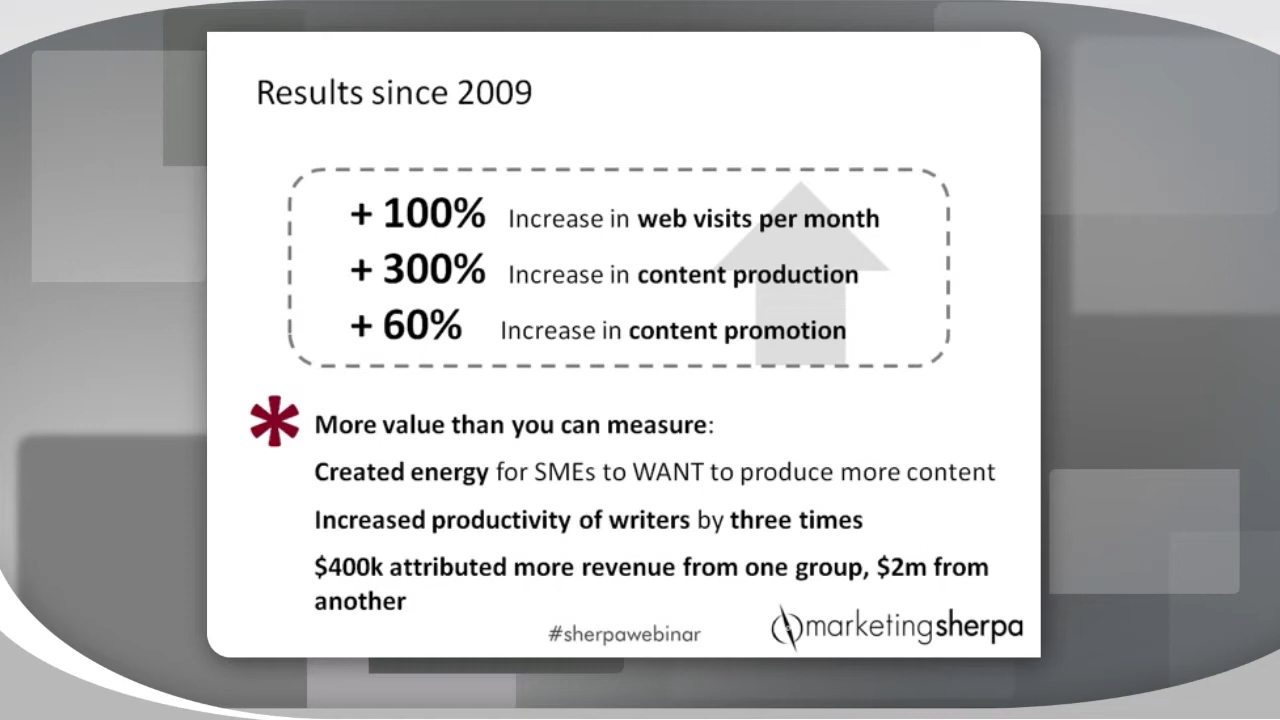 Results since 2009
+ 100% Increase in web visits per month
+ 300% Increase in content production
+ 60% Increase in content promotion
* More value than you can measure:
Created energy for SMEs to WANT to produce more content
Increased productivity of writers by three times
$400k attributed more revenue from one group, $2m from
another
#sherpawebinar
marketingsherpa